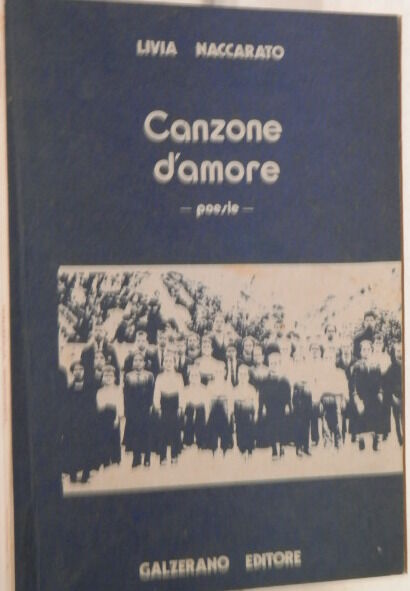 LIVIA NACCARATO
Canzone
d'amore
— poesie —
GALZERANO EDITORE